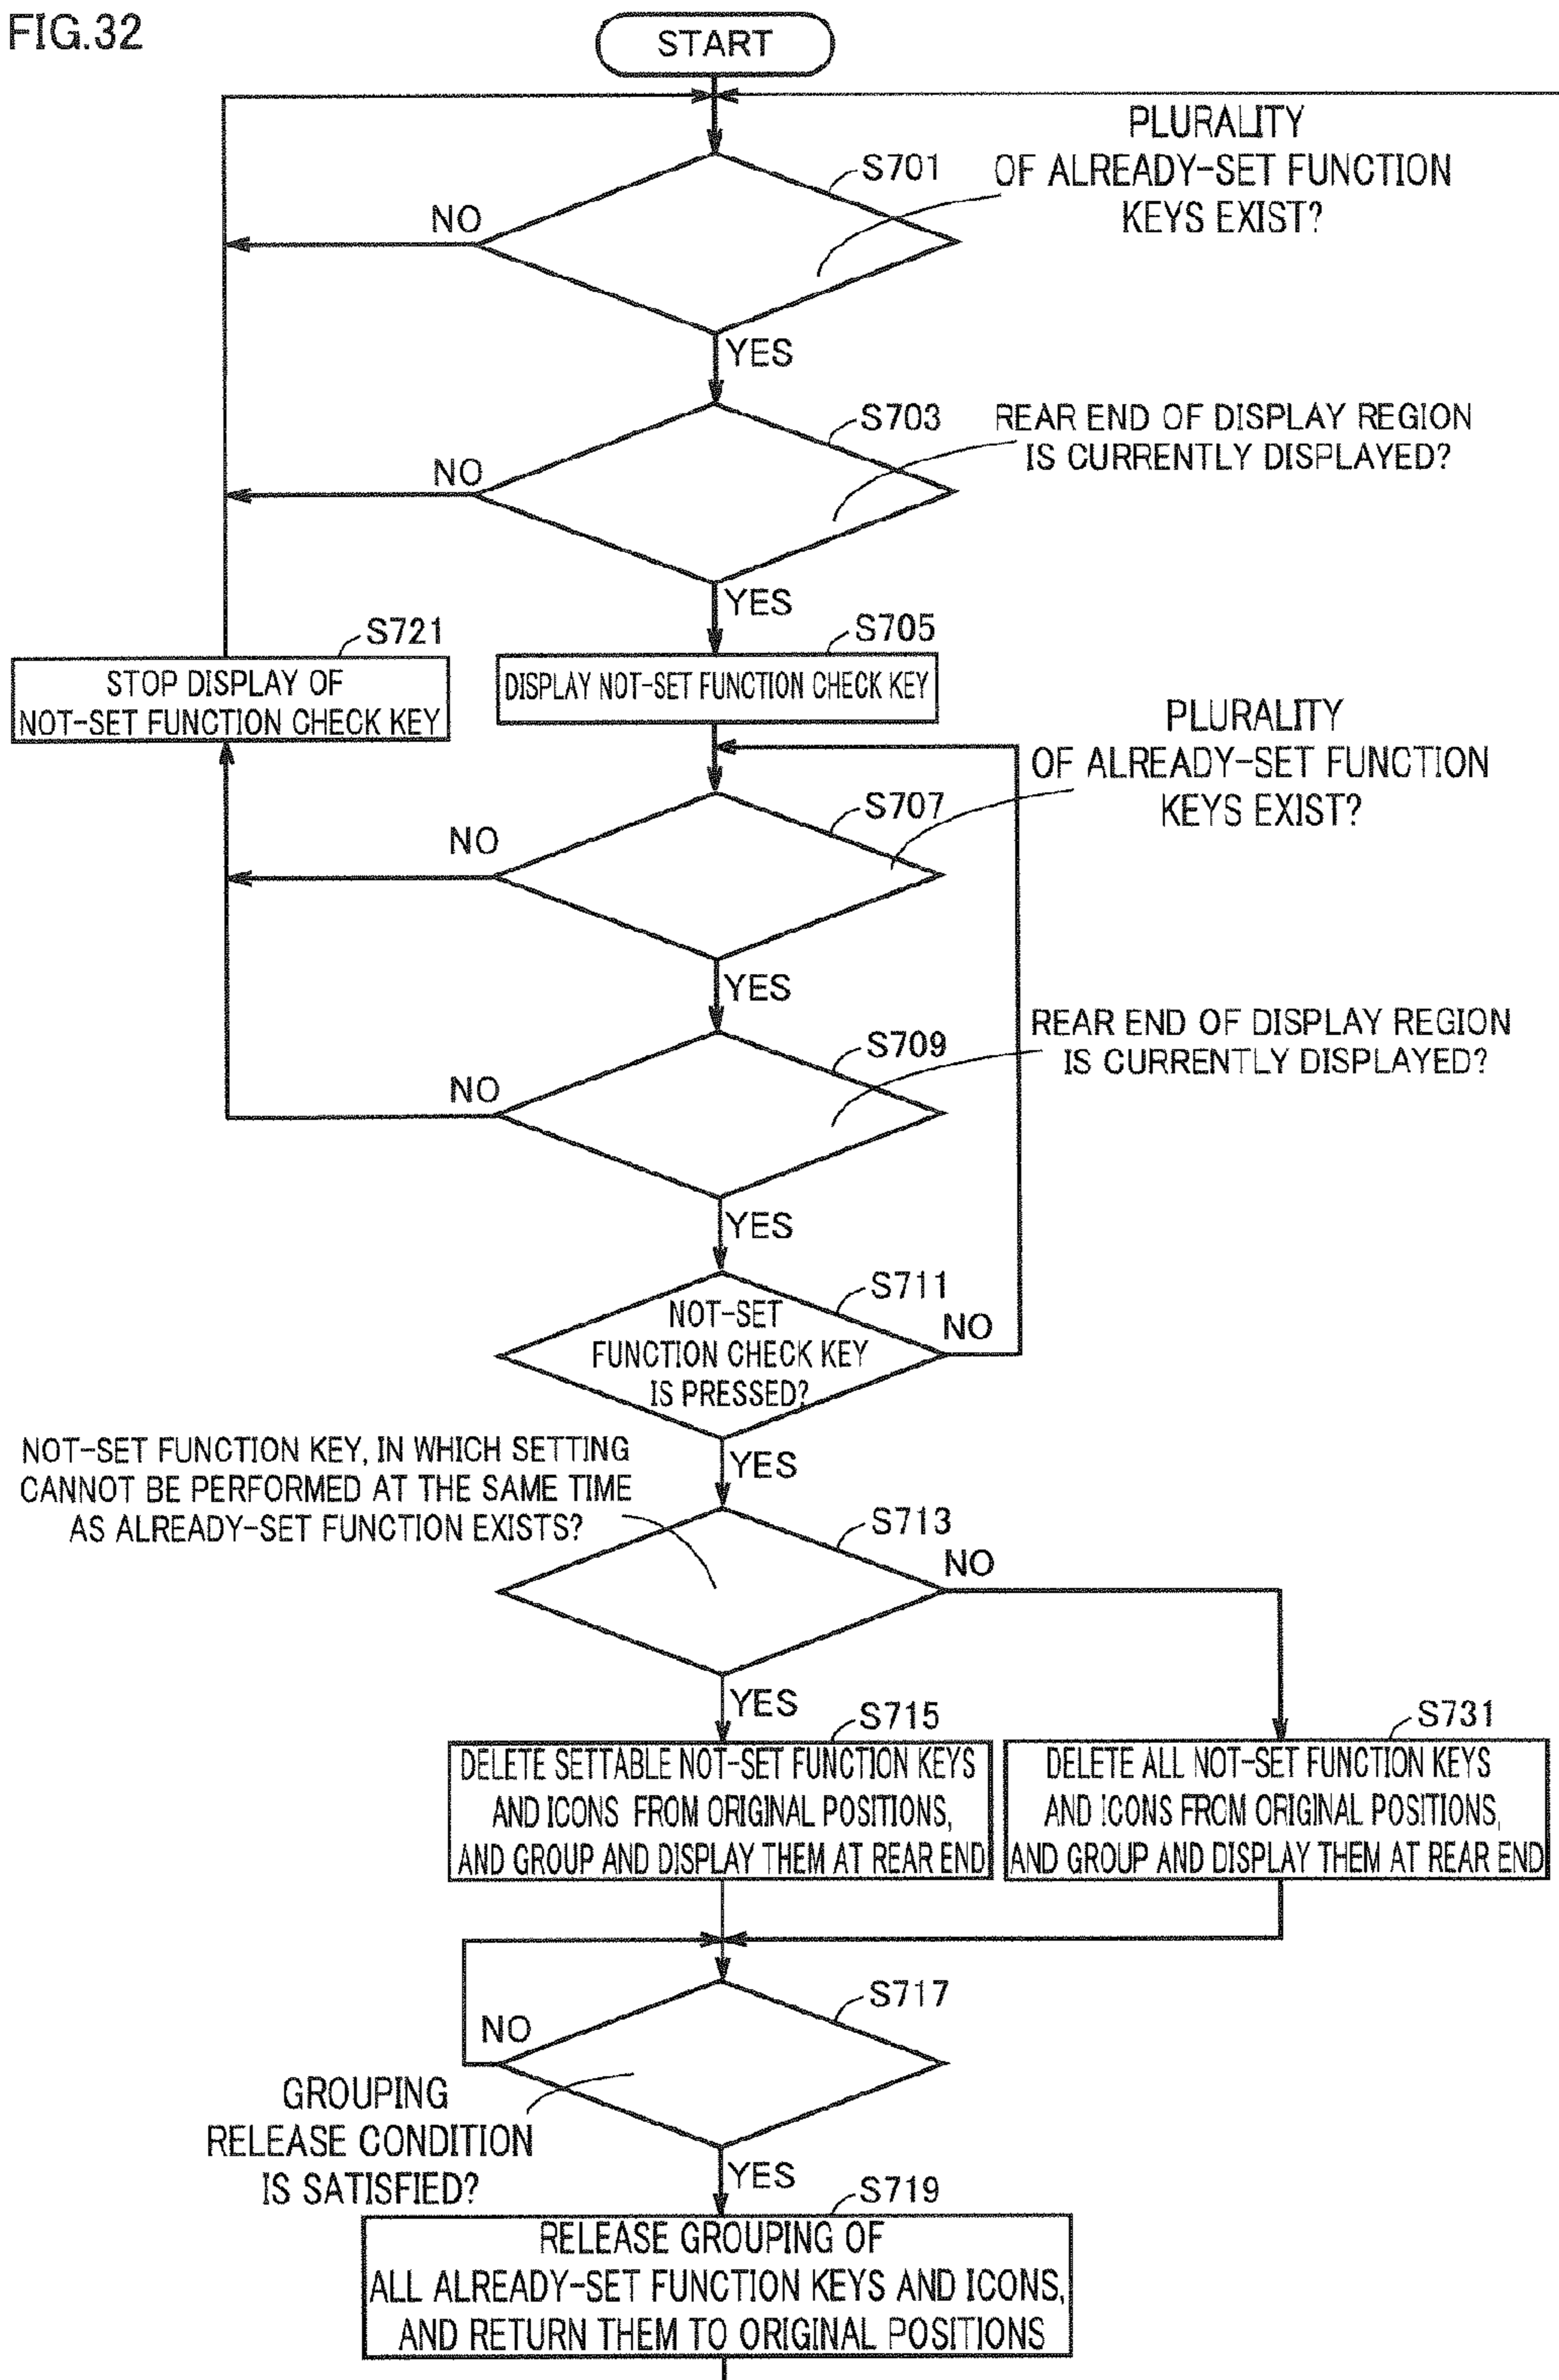 FIG.32
START
S701
PLURALITY
OF ALREADY-SET FUNCTION
KEYS EXIST?
NO
YES
S703
REAR END OF DISPLAY REGION
IS CURRENTLY DISPLAYED?
NO
YES
S721
STOP DISPLAY OF
NOT-SET FUNCTION CHECK KEY
S705
DISPLAY NOT-SET FUNCTION CHECK KEY
PLURALITY
OF ALREADY-SET FUNCTION
KEYS EXIST?
S707
NO
YES
S709
REAR END OF DISPLAY REGION
IS CURRENTLY DISPLAYED?
NO
YES
S711
NOT-SET
FUNCTION CHECK KEY
IS PRESSED?
NO
YES
NOT-SET FUNCTION KEY, IN WHICH SETTING
CANNOT BE PERFORMED AT THE SAME TIME
AS ALREADY-SET FUNCTION EXISTS?
S713
NO
YES
S715
DELETE SETTABLE NOT-SET FUNCTION KEYS
AND ICONS FROM ORIGINAL POSITIONS,
AND GROUP AND DISPLAY THEM AT REAR END
S731
DELETE ALL NOT-SET FUNCTION KEYS
AND ICONS FROM ORIGINAL POSITIONS,
AND GROUP AND DISPLAY THEM AT REAR END
S717
NO
GROUPING
RELEASE CONDITION
IS SATISFIED?
YES
S719
RELEASE GROUPING OF
ALL ALREADY-SET FUNCTION KEYS AND ICONS,
AND RETURN THEM TO ORIGINAL POSITIONS